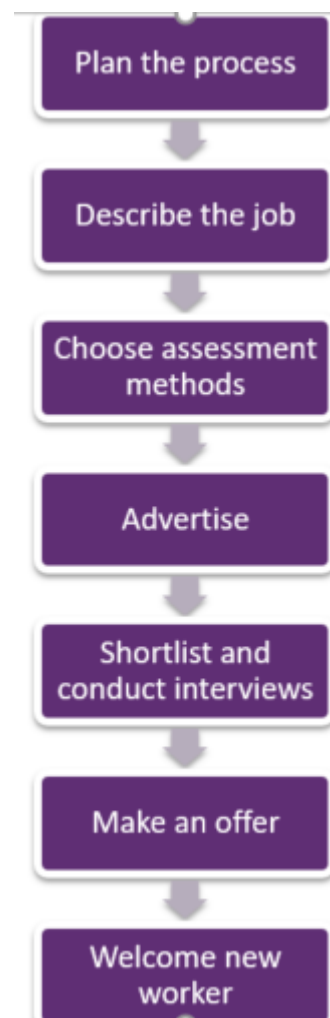 Plan the process
Describe the job
Choose assessment
methods
Advertise
Shortlist and
conduct interviews
Make an offer
Welcome new
worker